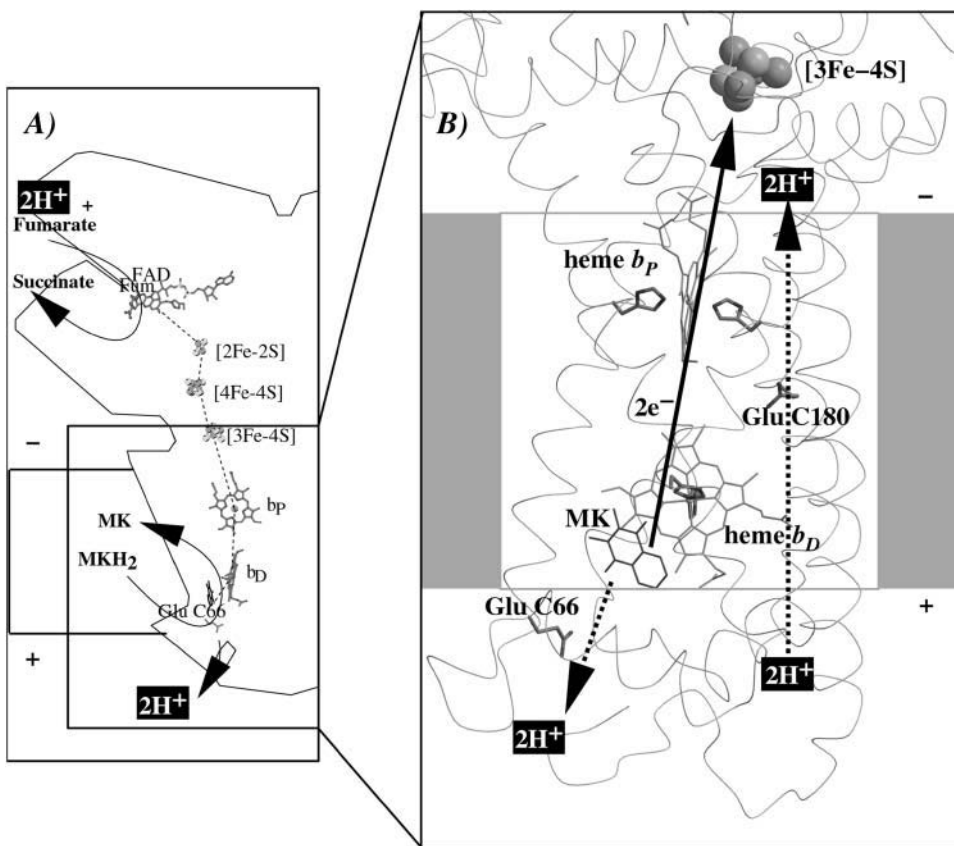 A)
2H+
+
Fumarate
FAD
Fum
Succinate
[2Fe-2S]
[4Fe-4S]
[3Fe-4S]
−
bP
MK
MKH2
bD
Glu C66
+
2H+
B)
[3Fe−4S]
2H+
−
heme bP
2e−
Glu C180
MK
heme bD
Glu C66
+
2H+
2H+